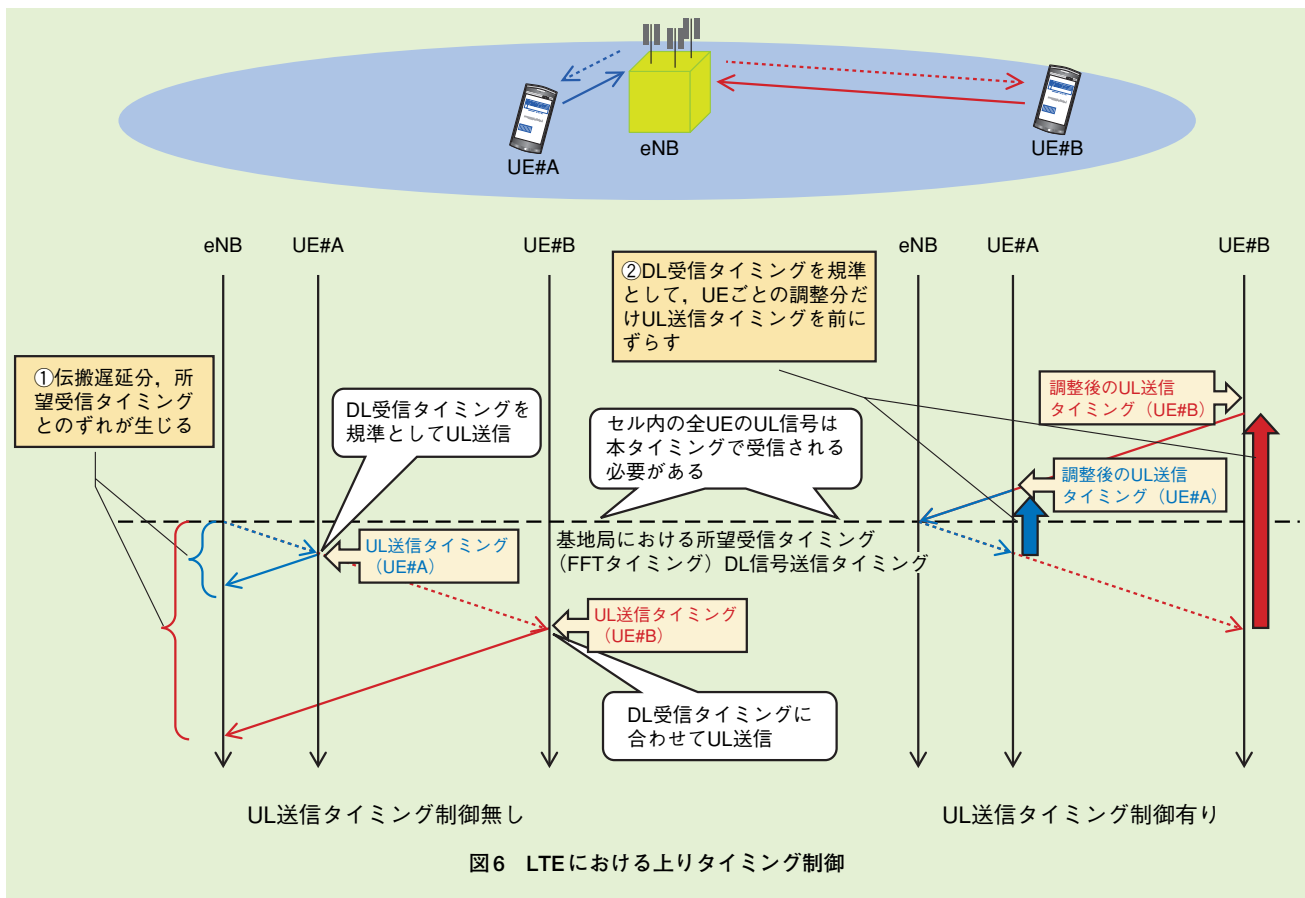 eNB
UE#A
UE#B
eNB
UE#A
UE#B
①伝搬遅延分，所
望受信タイミング
とのずれが生じる
DL受信タイミングを
規準としてUL送信
UL送信タイミング
（UE#A）
UL送信タイミング
（UE#B）
DL受信タイミングに
合わせてUL送信
セル内の全UEのUL信号は
本タイミングで受信される
必要がある
基地局における所望受信タイミング
（FFTタイミング）DL信号送信タイミング
eNB
UE#A
UE#B
②DL受信タイミングを規準
として，UEごとの調整分だ
けUL送信タイミングを前に
ずらす
調整後のUL送信
タイミング（UE#B）
調整後のUL送信
タイミング（UE#A）
UL送信タイミング制御無し
UL送信タイミング制御有り
図6 LTEにおける上りタイミング制御